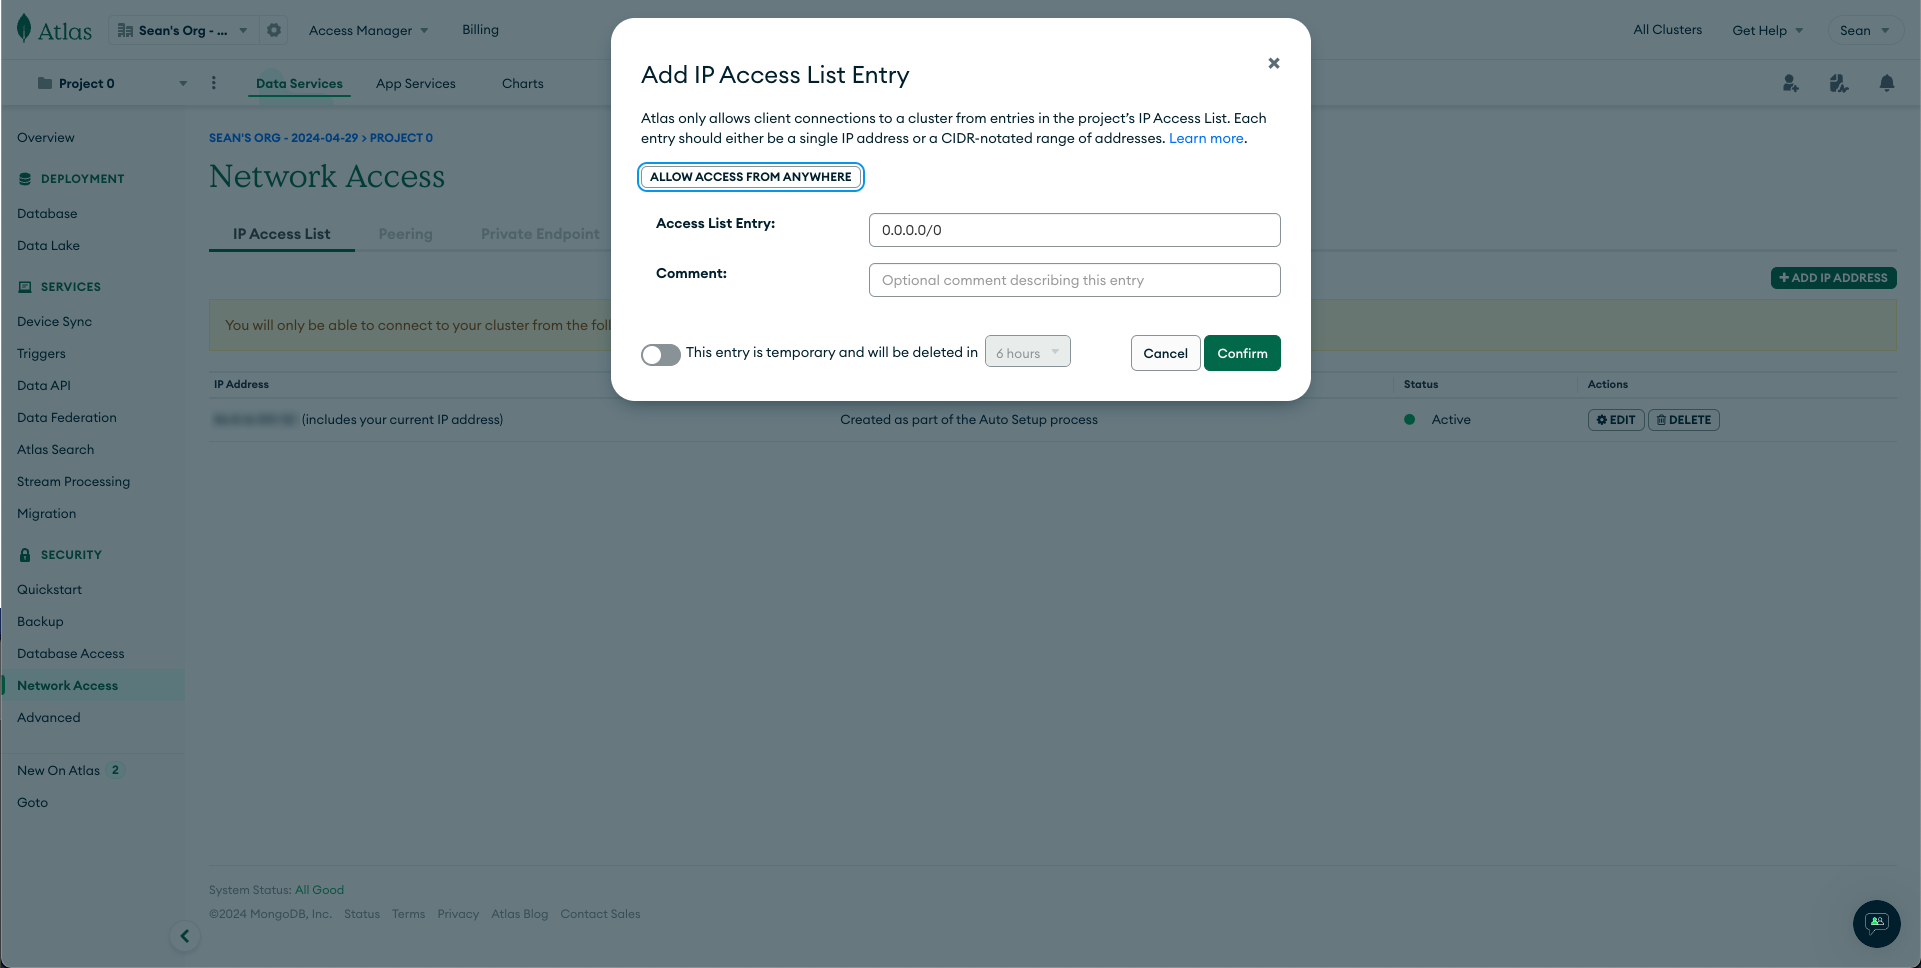 Atlas
Sean's Org - ...
Access Manager
Billing
All Clusters
Get Help
Sean
Project 0
Data Services
App Services
Charts
Overview
DEPLOYMENT
Database
Data Lake
SERVICES
Device Sync
Triggers
Data API
Data Federation
Atlas Search
Stream Processing
Migration
SECURITY
Quickstart
Backup
Database Access
Network Access
Advanced
New On Atlas 2
Goto
SEAN'S ORG - 2024-04-29 > PROJECT 0
Network Access
IP Access List
Peering
Private Endpoint
+ ADD IP ADDRESS
You will only be able to connect to your cluster from the
IP Address
Status
Actions
(includes your current IP address)
Created as part of the Auto Setup process
Active
EDIT
DELETE
Add IP Access List Entry
Atlas only allows client connections to a cluster from entries in the project's IP Access List. Each
entry should either be a single IP address or a CIDR-notated range of addresses. Learn more.
ALLOW ACCESS FROM ANYWHERE
Access List Entry:
0.0.0.0/0
Comment:
Optional comment describing this entry
This entry is temporary and will be deleted in
6 hours
Cancel
Confirm
System Status: All Good
©2024 MongoDB, Inc.
Status
Terms
Privacy
Atlas Blog
Contact Sales